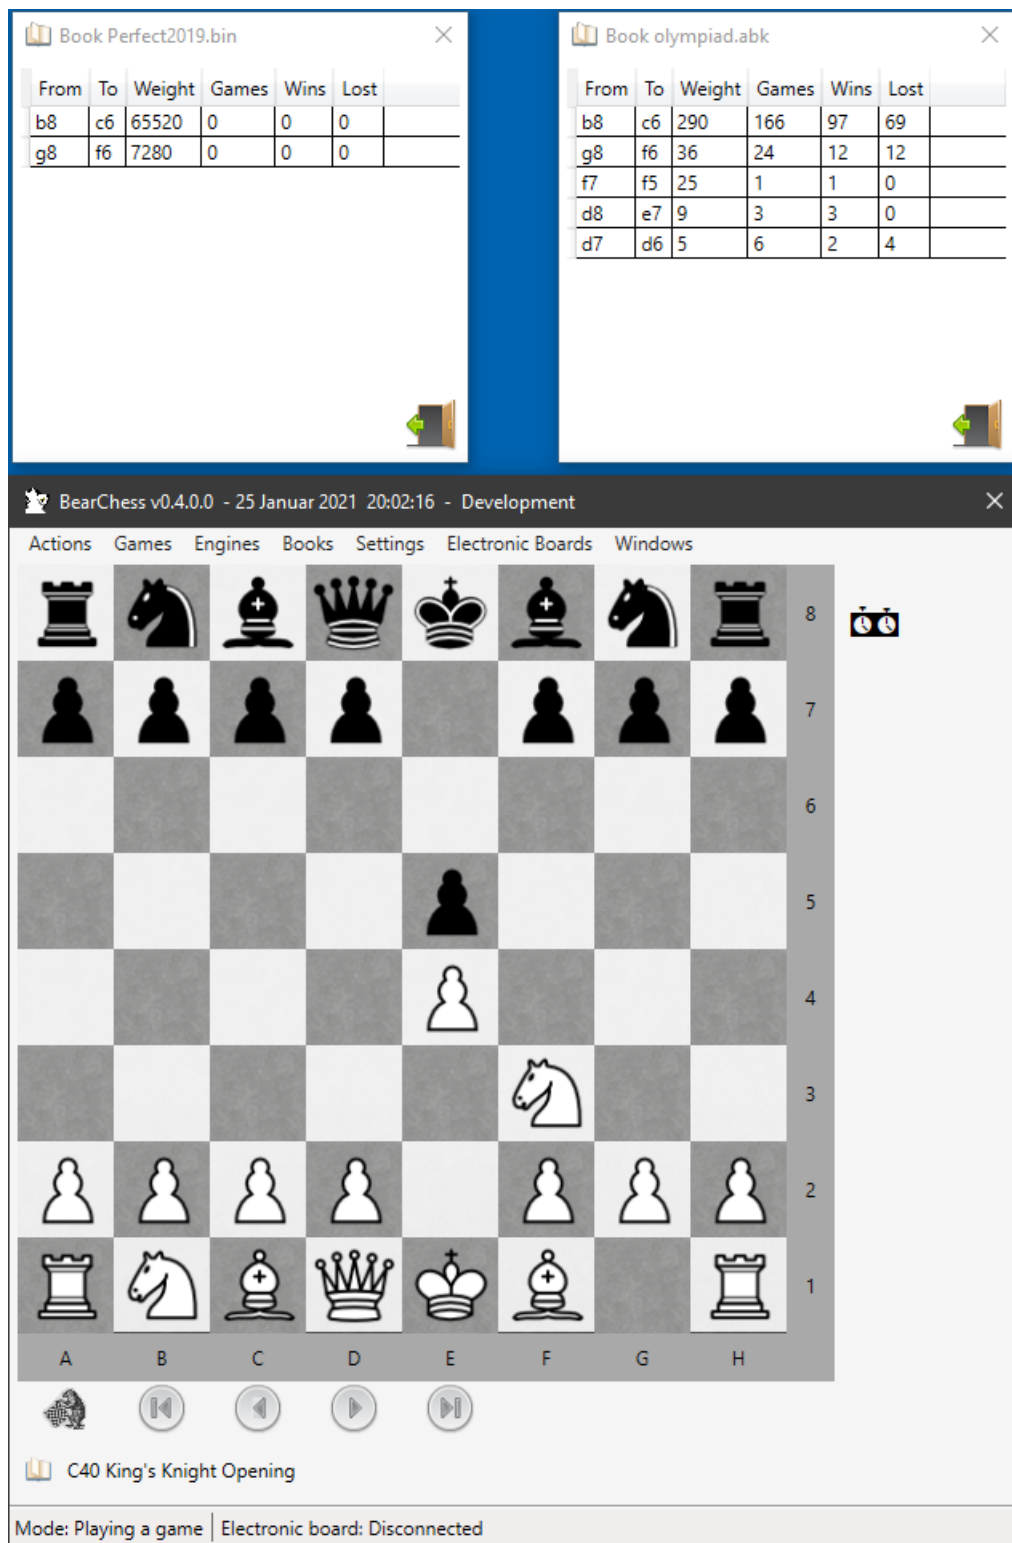 Book Perfect2019.bin
From To Weight Games Wins Lost
b8 c6 65520 0 0 0
g8 f6 7280 0 0 0
Book olympiad.abk
From To Weight Games Wins Lost
b8 c6 290 166 97 69
g8 f6 36 24 12 12
f7 f5 25 1 1 0
d8 e7 9 3 3 0
d7 d6 5 6 2 4
BearChess v0.4.0.0 - 25 Januar 2021 20:02:16 - Development
Actions Games Engines Books Settings Electronic Boards Windows
8
7
6
5
4
3
2
1
A B C D E F G H
C40 King's Knight Opening
Mode: Playing a game Electronic board: Disconnected